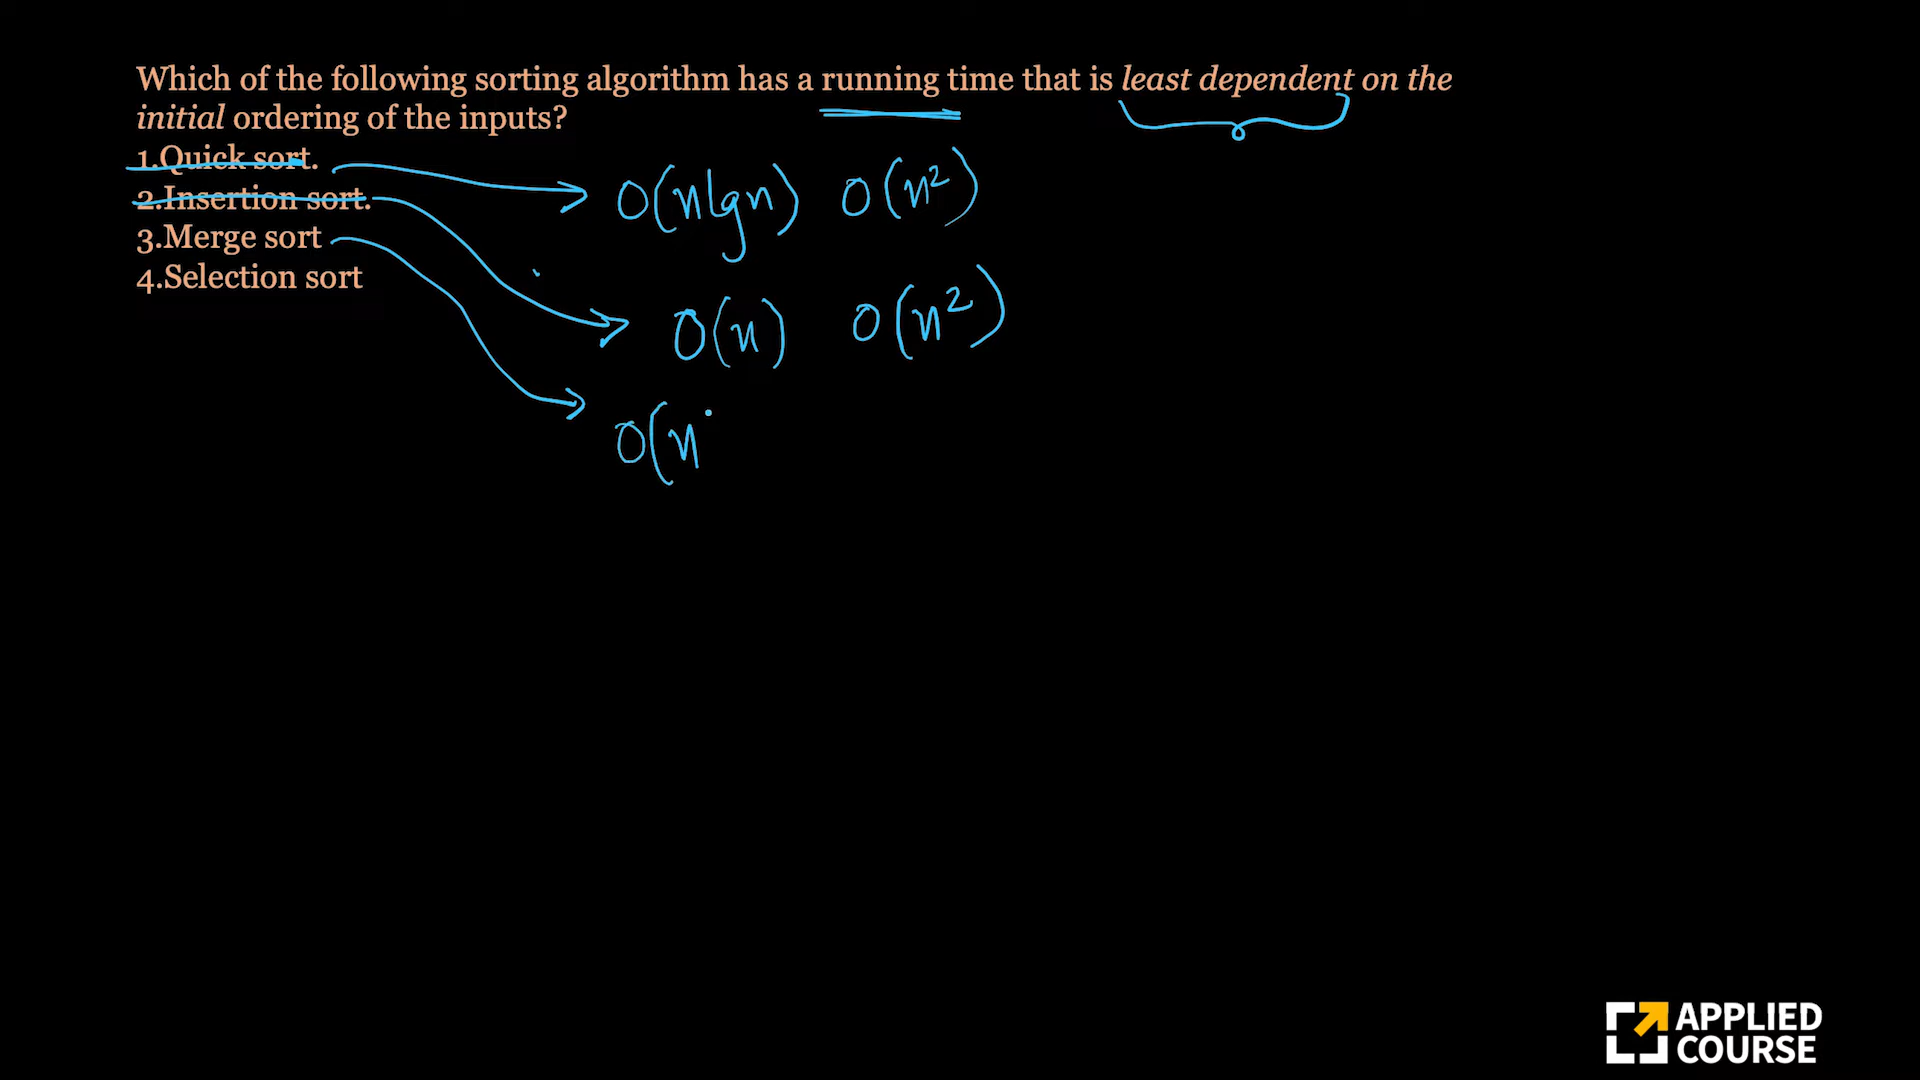 Which of the following sorting algorithm has a running time that is least dependent on the
initial ordering of the inputs?
1.Quick sort.
2.Insertion sort.
3.Merge sort
4.Selection sort
O(nlgn) O(n²)
O(n) O(n²)
O(n
APPLIED
COURSE